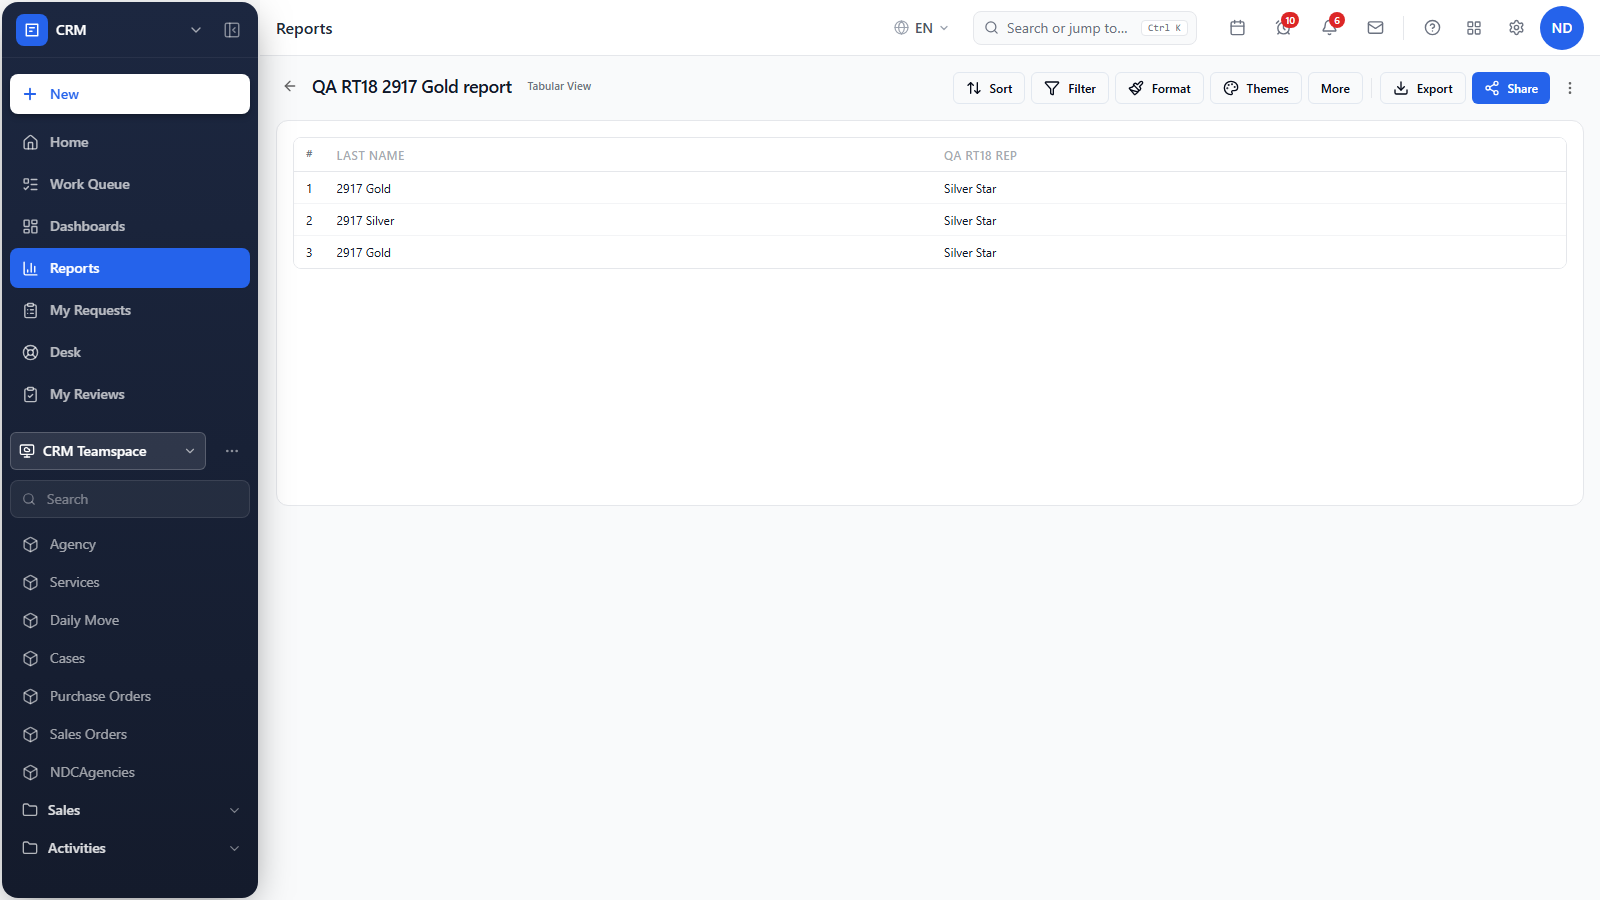 CRM
New
Home
Work Queue
Dashboards
Reports
My Requests
Desk
My Reviews
CRM Teamspace
Search
Agency
Services
Daily Move
Cases
Purchase Orders
Sales Orders
NDCAgencies
Sales
Activities
Reports
EN
Search or jump to...
Ctrl K
10
6
ND
QA RT18 2917 Gold report
Tabular View
Sort
Filter
Format
Themes
More
Export
Share
# LAST NAME QA RT18 REP
1 2917 Gold Silver Star
2 2917 Silver Silver Star
3 2917 Gold Silver Star